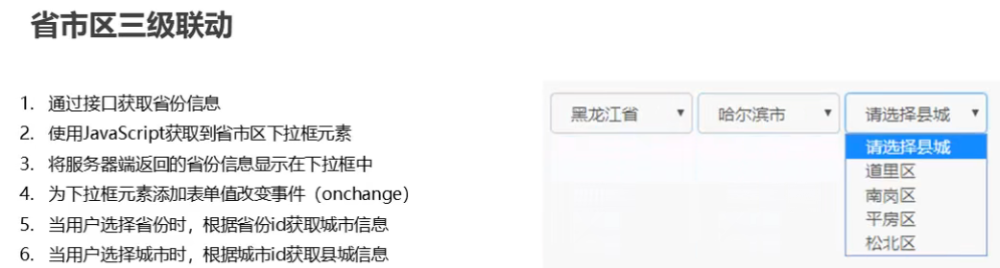 省市区三级联动
1. 通过接口获取省份信息
2. 使用JavaScript获取到省市区下拉框元素
3. 将服务器端返回的省份信息显示在下拉框中
4. 为下拉框元素添加表单值改变事件（onchange）
5. 当用户选择省份时，根据省份id获取城市信息
6. 当用户选择城市时，根据城市id获取县城信息
黑龙江省 哈尔滨市 请选择县城
请选择县城
道里区
南岗区
平房区
松北区